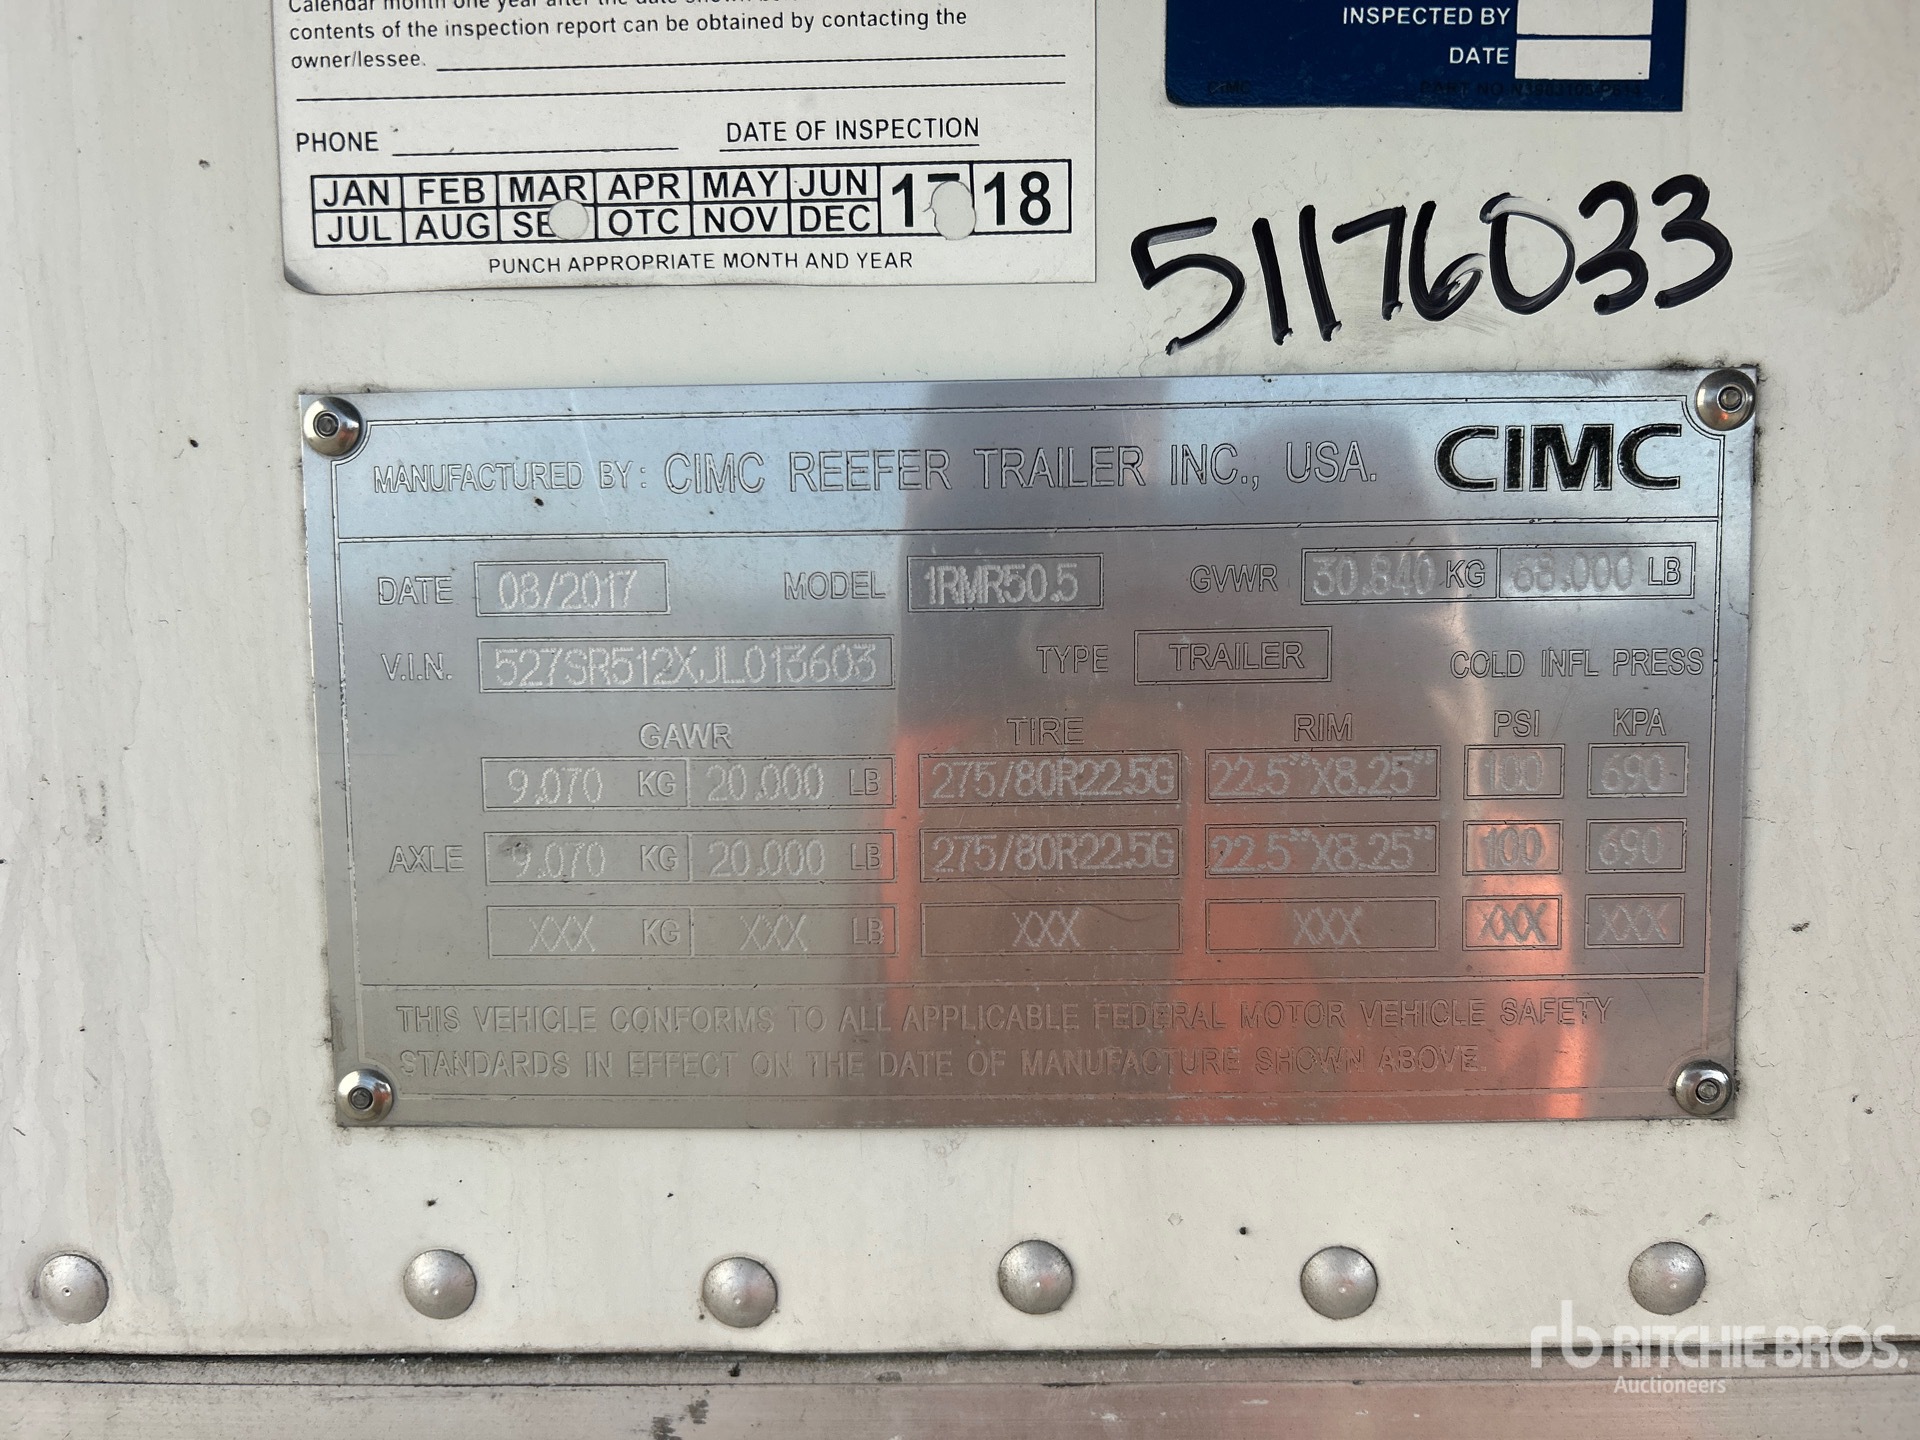 contents of the inspection report can be obtained by contacting the
owner/lessee.
PHONE
DATE OF INSPECTION
JAN FEB MAR APR MAY JUN 17 18
JUL AUG SE OTC NOV DEC
PUNCH APPROPRIATE MONTH AND YEAR
INSPECTED BY
DATE
CIMC
51176033
MANUFACTURED BY: CIMC REEFER TRAILER INC., USA. CIMC
DATE 08/2017 MODEL 1RMR50.5 GVWR 30.840 KG 68.000 LB
V.I.N. 527SR512XJL013603 TYPE TRAILER COLD INFL PRESS
GAWR TIRE RIM PSI KPA
9.070 KG 20.000 LB 275/80R22.5G 22.5"X8.25" 100 690
AXLE 9.070 KG 20.000 LB 275/80R22.5G 22.5"X8.25" 100 690
XXX KG XXX LB XXX XXX XXX XXX
THIS VEHICLE CONFORMS TO ALL APPLICABLE FEDERAL MOTOR VEHICLE SAFETY
STANDARDS IN EFFECT ON THE DATE OF MANUFACTURE SHOWN ABOVE.
rb RITCHIE BROS.
Auctioneers